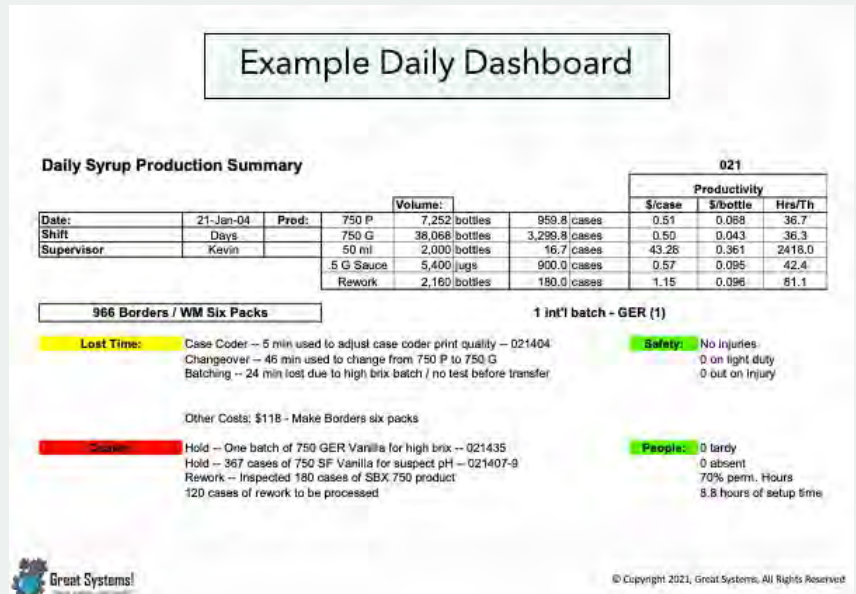 Example Daily Dashboard
Daily Syrup Production Summary 021
Productivity
Volume: $/case $/bottle Hrs/Th
Date: 21-Jan-04 Prod: 750 P 7,252 bottles 959.8 cases 0.51 0.068 36.7
Shift Days 750 G 38,068 bottles 3,299.8 cases 0.50 0.043 36.3
Supervisor Kevin 50 ml 2,000 bottles 16.7 cases 43.28 0.361 2418.0
.5 G Sauce 5,400 jugs 900.0 cases 0.57 0.095 42.4
Rework 2,160 bottles 180.0 cases 1.15 0.096 81.1
966 Borders / WM Six Packs 1 int'l batch - GER (1)
Lost Time: Case Coder -- 5 min used to adjust case coder print quality -- 021404 Safety: No injuries
Changeover -- 46 min used to change from 750 P to 750 G 0 on light duty
Batching -- 24 min lost due to high brix batch / no test before transfer 0 out on injury
Other Costs: $118 - Make Borders six packs
Hold -- One batch of 750 GER Vanilla for high brix -- 021435 People: 0 tardy
Hold -- 367 cases of 750 SF Vanilla for suspect pH -- 021407-9 0 absent
Rework -- Inspected 180 cases of SBX 750 product 70% perm. Hours
120 cases of rework to be processed 8.8 hours of setup time
Great Systems!
© Copyright 2021, Great Systems, All Rights Reserved